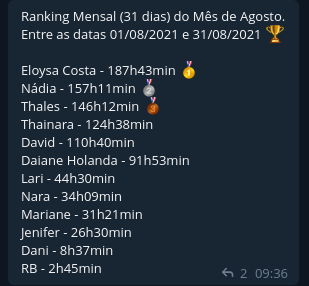 Ranking Mensal (31 dias) do Mês de Agosto.
Entre as datas 01/08/2021 e 31/08/2021 🏆
Eloysa Costa - 187h43min 🥇
Nádia - 157h11min 🥈
Thales - 146h12min 🥉
Thainara - 124h38min
David - 110h40min
Daiane Holanda - 91h53min
Lari - 44h30min
Nara - 34h09min
Mariane - 31h21min
Jenifer - 26h30min
Dani - 8h37min
RB - 2h45min
2 09:36